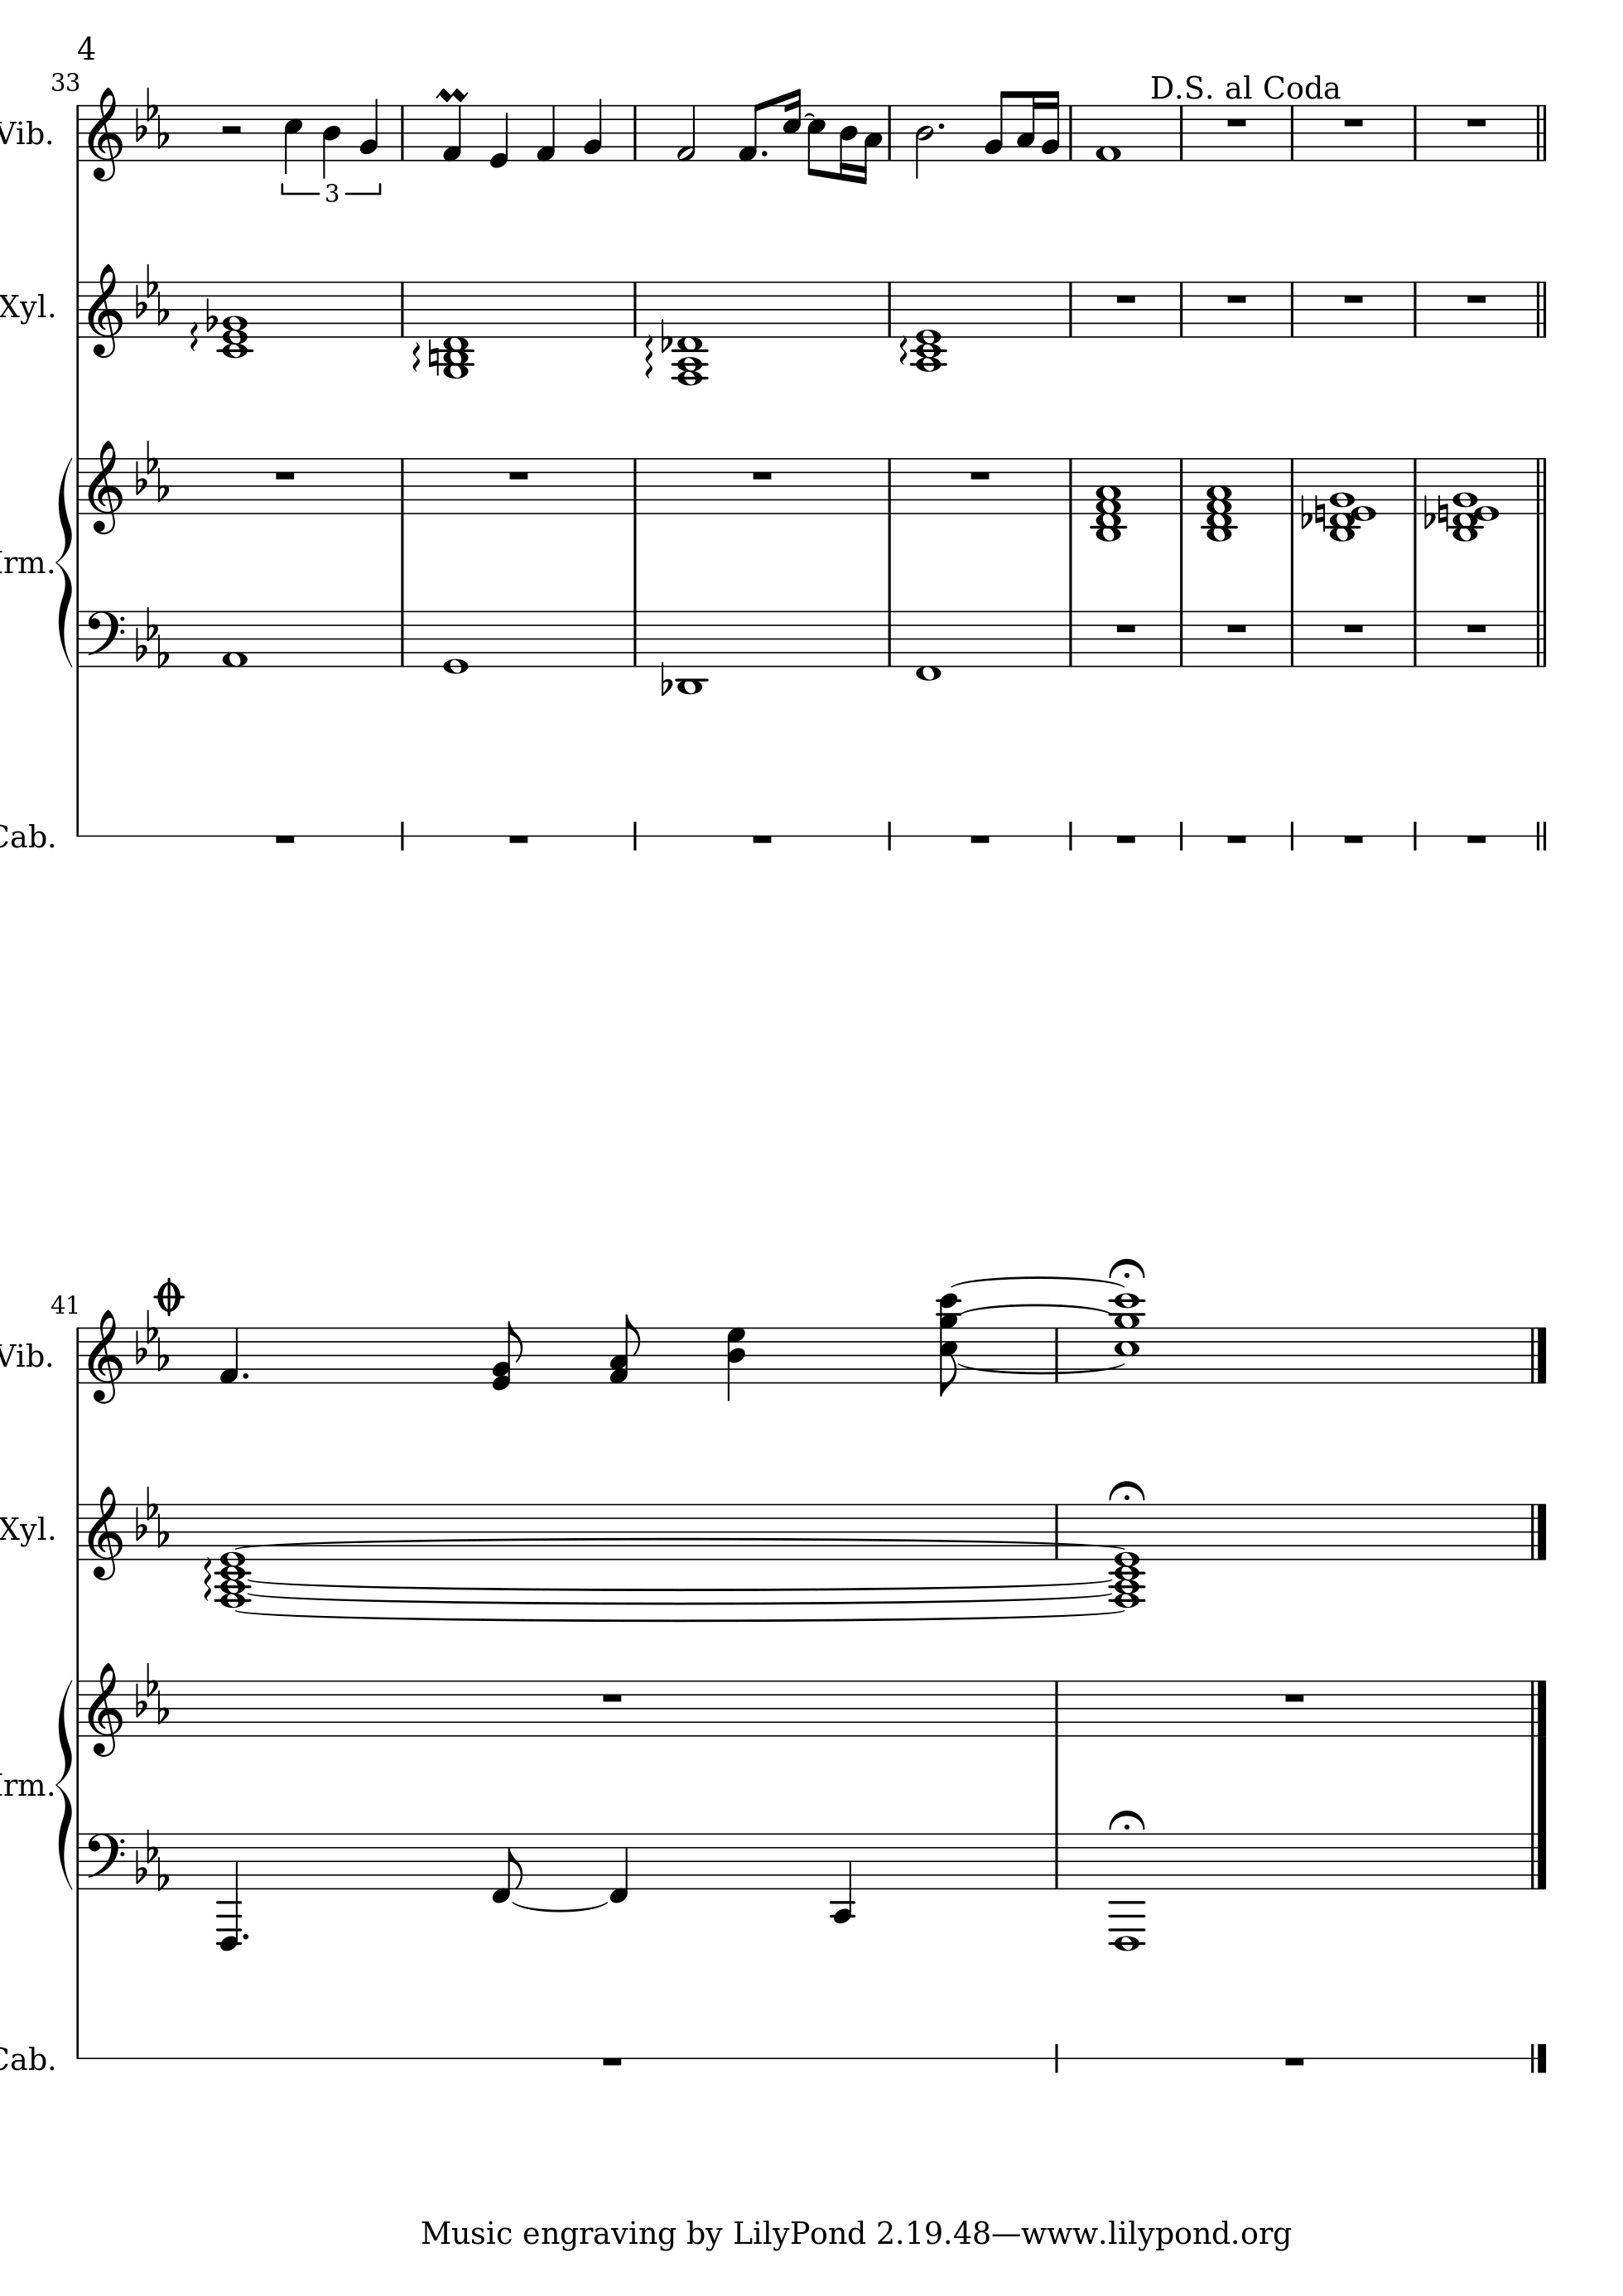 4
33
D.S. al Coda
Vib.
3
Xyl.
Hrm.
Cab.
41
Vib.
Xyl.
Hrm.
Cab.
Music engraving by LilyPond 2.19.48—www.lilypond.org